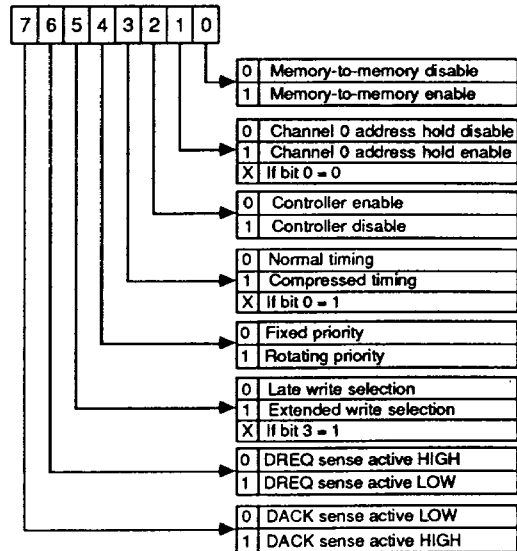 7 6 5 4 3 2 1 0
0 Memory-to-memory disable
1 Memory-to-memory enable
0 Channel 0 address hold disable
1 Channel 0 address hold enable
X If bit 0 = 0
0 Controller enable
1 Controller disable
0 Normal timing
1 Compressed timing
X If bit 0 = 1
0 Fixed priority
1 Rotating priority
0 Late write selection
1 Extended write selection
X If bit 3 = 1
0 DREQ sense active HIGH
1 DREQ sense active LOW
0 DACK sense active LOW
1 DACK sense active HIGH